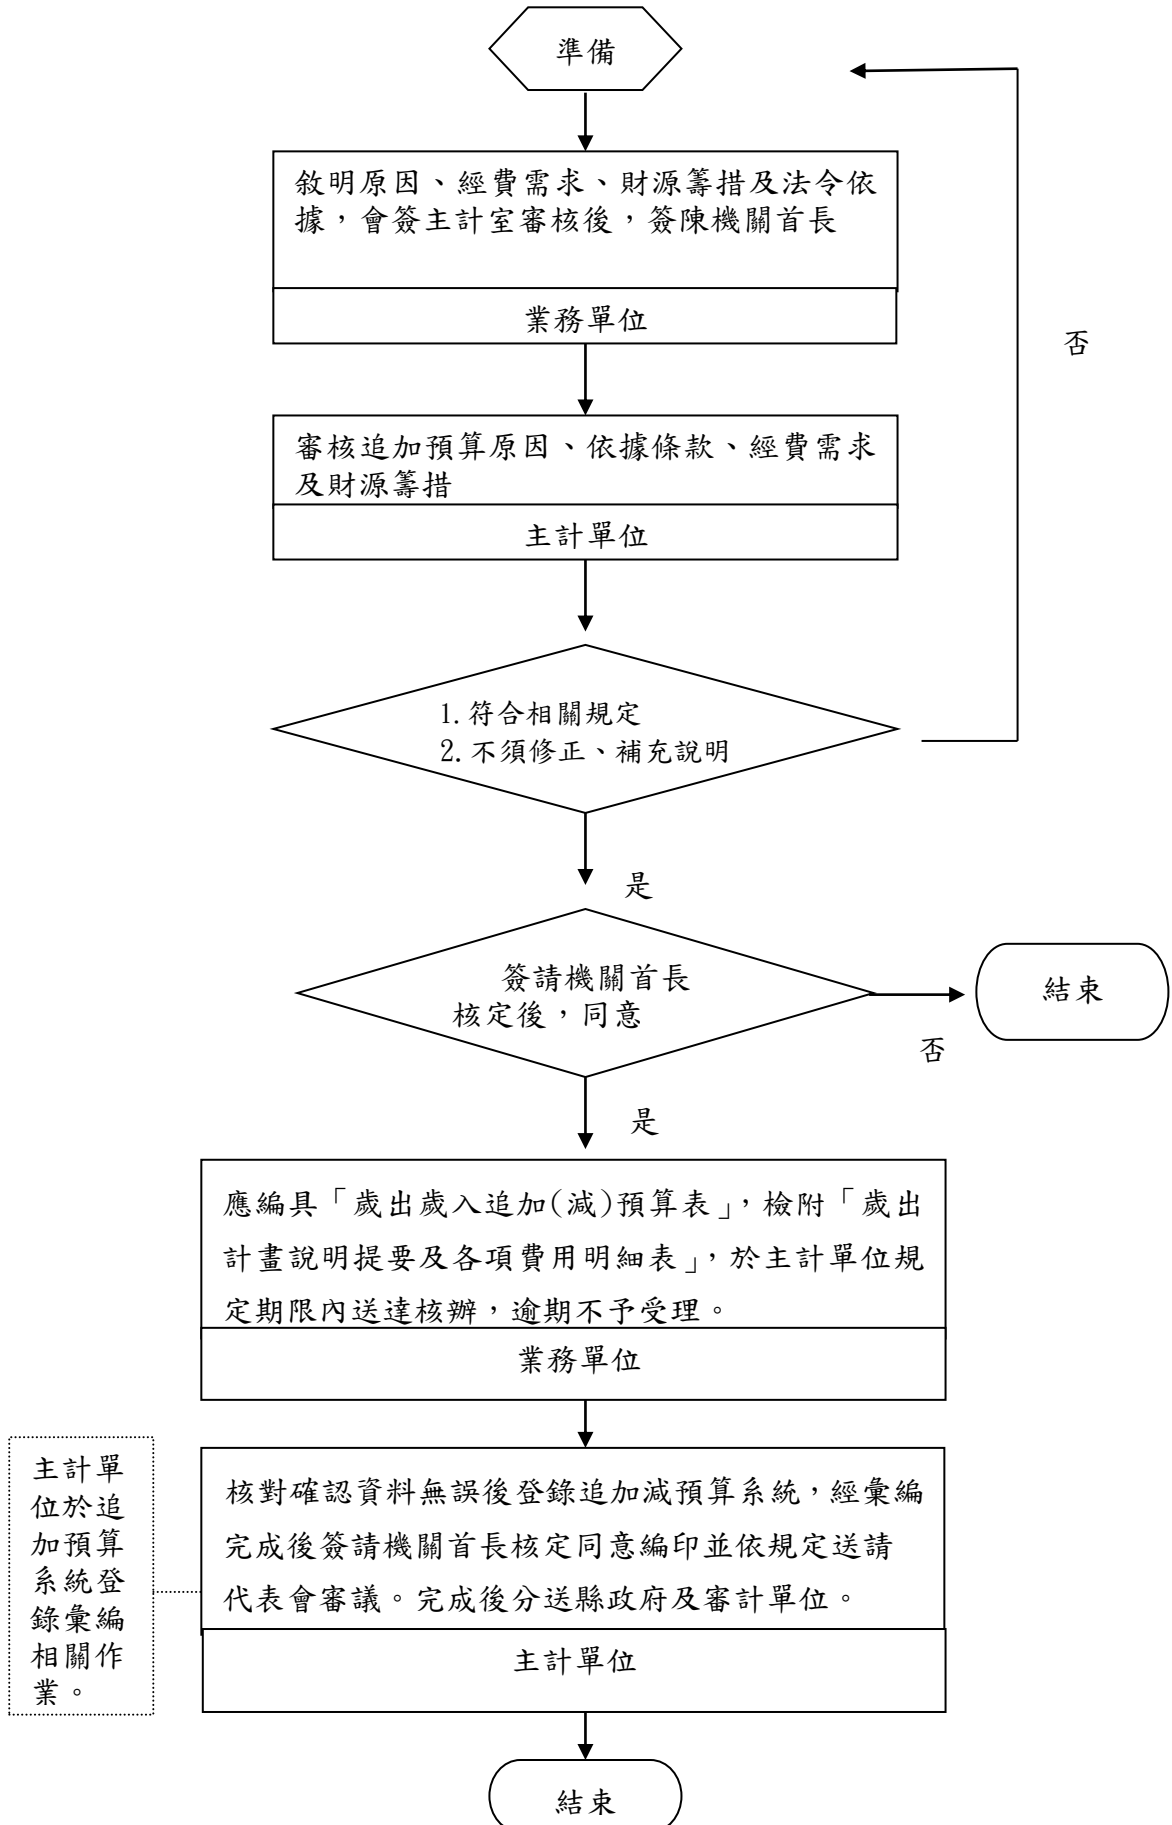 準備
敘明原因、經費需求、財源籌措及法令依
據，會簽主計室審核後，簽陳機關首長
業務單位
否
審核追加預算原因、依據條款、經費需求
及財源籌措
主計單位
1.符合相關規定
2.不須修正、補充說明
是
簽請機關首長
核定後，同意
結束
否
是
應編具「歲出歲入追加(減)預算表」，檢附「歲出
計畫說明提要及各項費用明細表」，於主計單位規
定期限內送達核辦，逾期不予受理。
業務單位
主計單
位於追
加預算
系統登
錄彙編
相關作
業。
核對確認資料無誤後登錄追加減預算系統，經彙編
完成後簽請機關首長核定同意編印並依規定送請
代表會審議。完成後分送縣政府及審計單位。
主計單位
結束